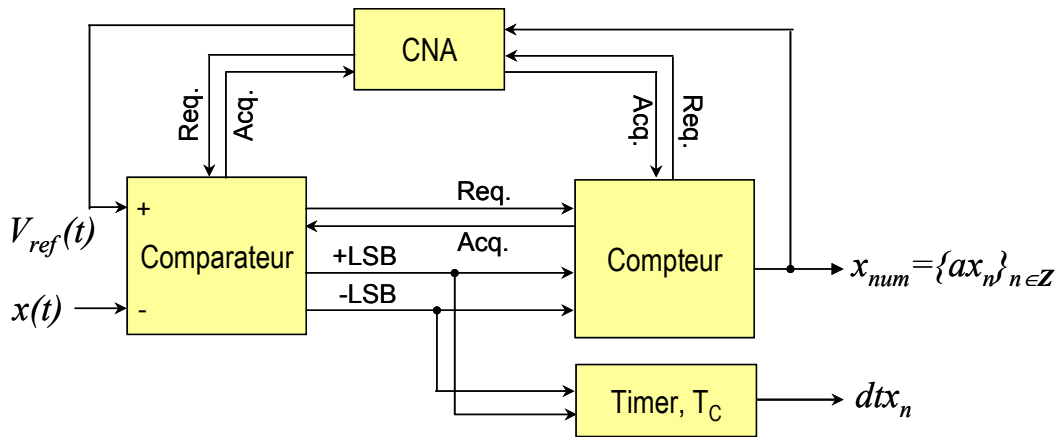 CNA
Req.
Acq.
Acq.
Req.
+
-
Comparateur
V_ref(t)
x(t)
Req.
Acq.
+LSB
-LSB
Compteur
x_num={ax_n}_n∈Z
Timer, T_C
dtx_n